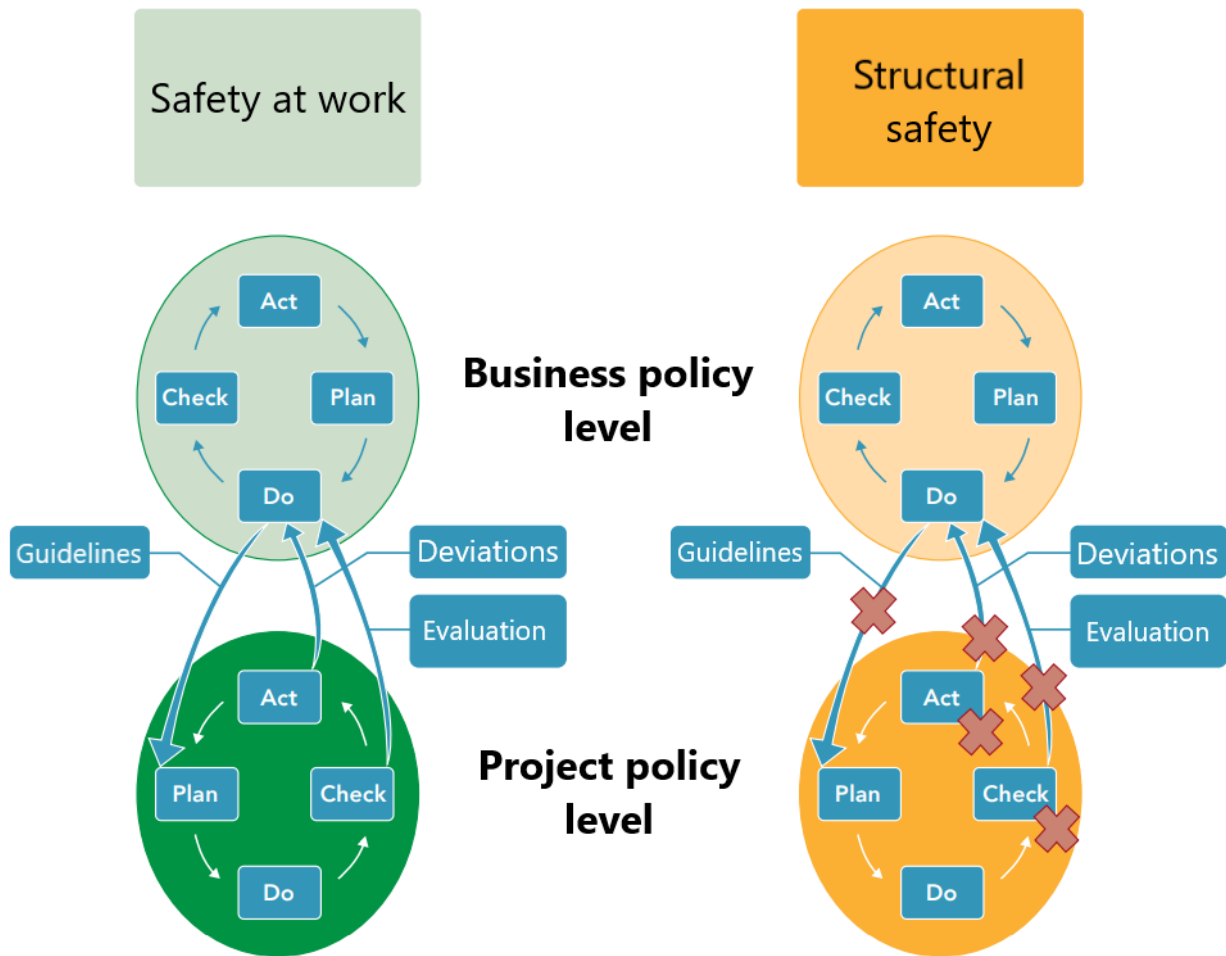 Safety at work
Structural
safety
Act
Check
Plan
Do
Business policy
level
Act
Check
Plan
Do
Guidelines
Deviations
Evaluation
Guidelines
Deviations
Evaluation
Act
Plan
Check
Do
Project policy
level
Act
Plan
Check
Do